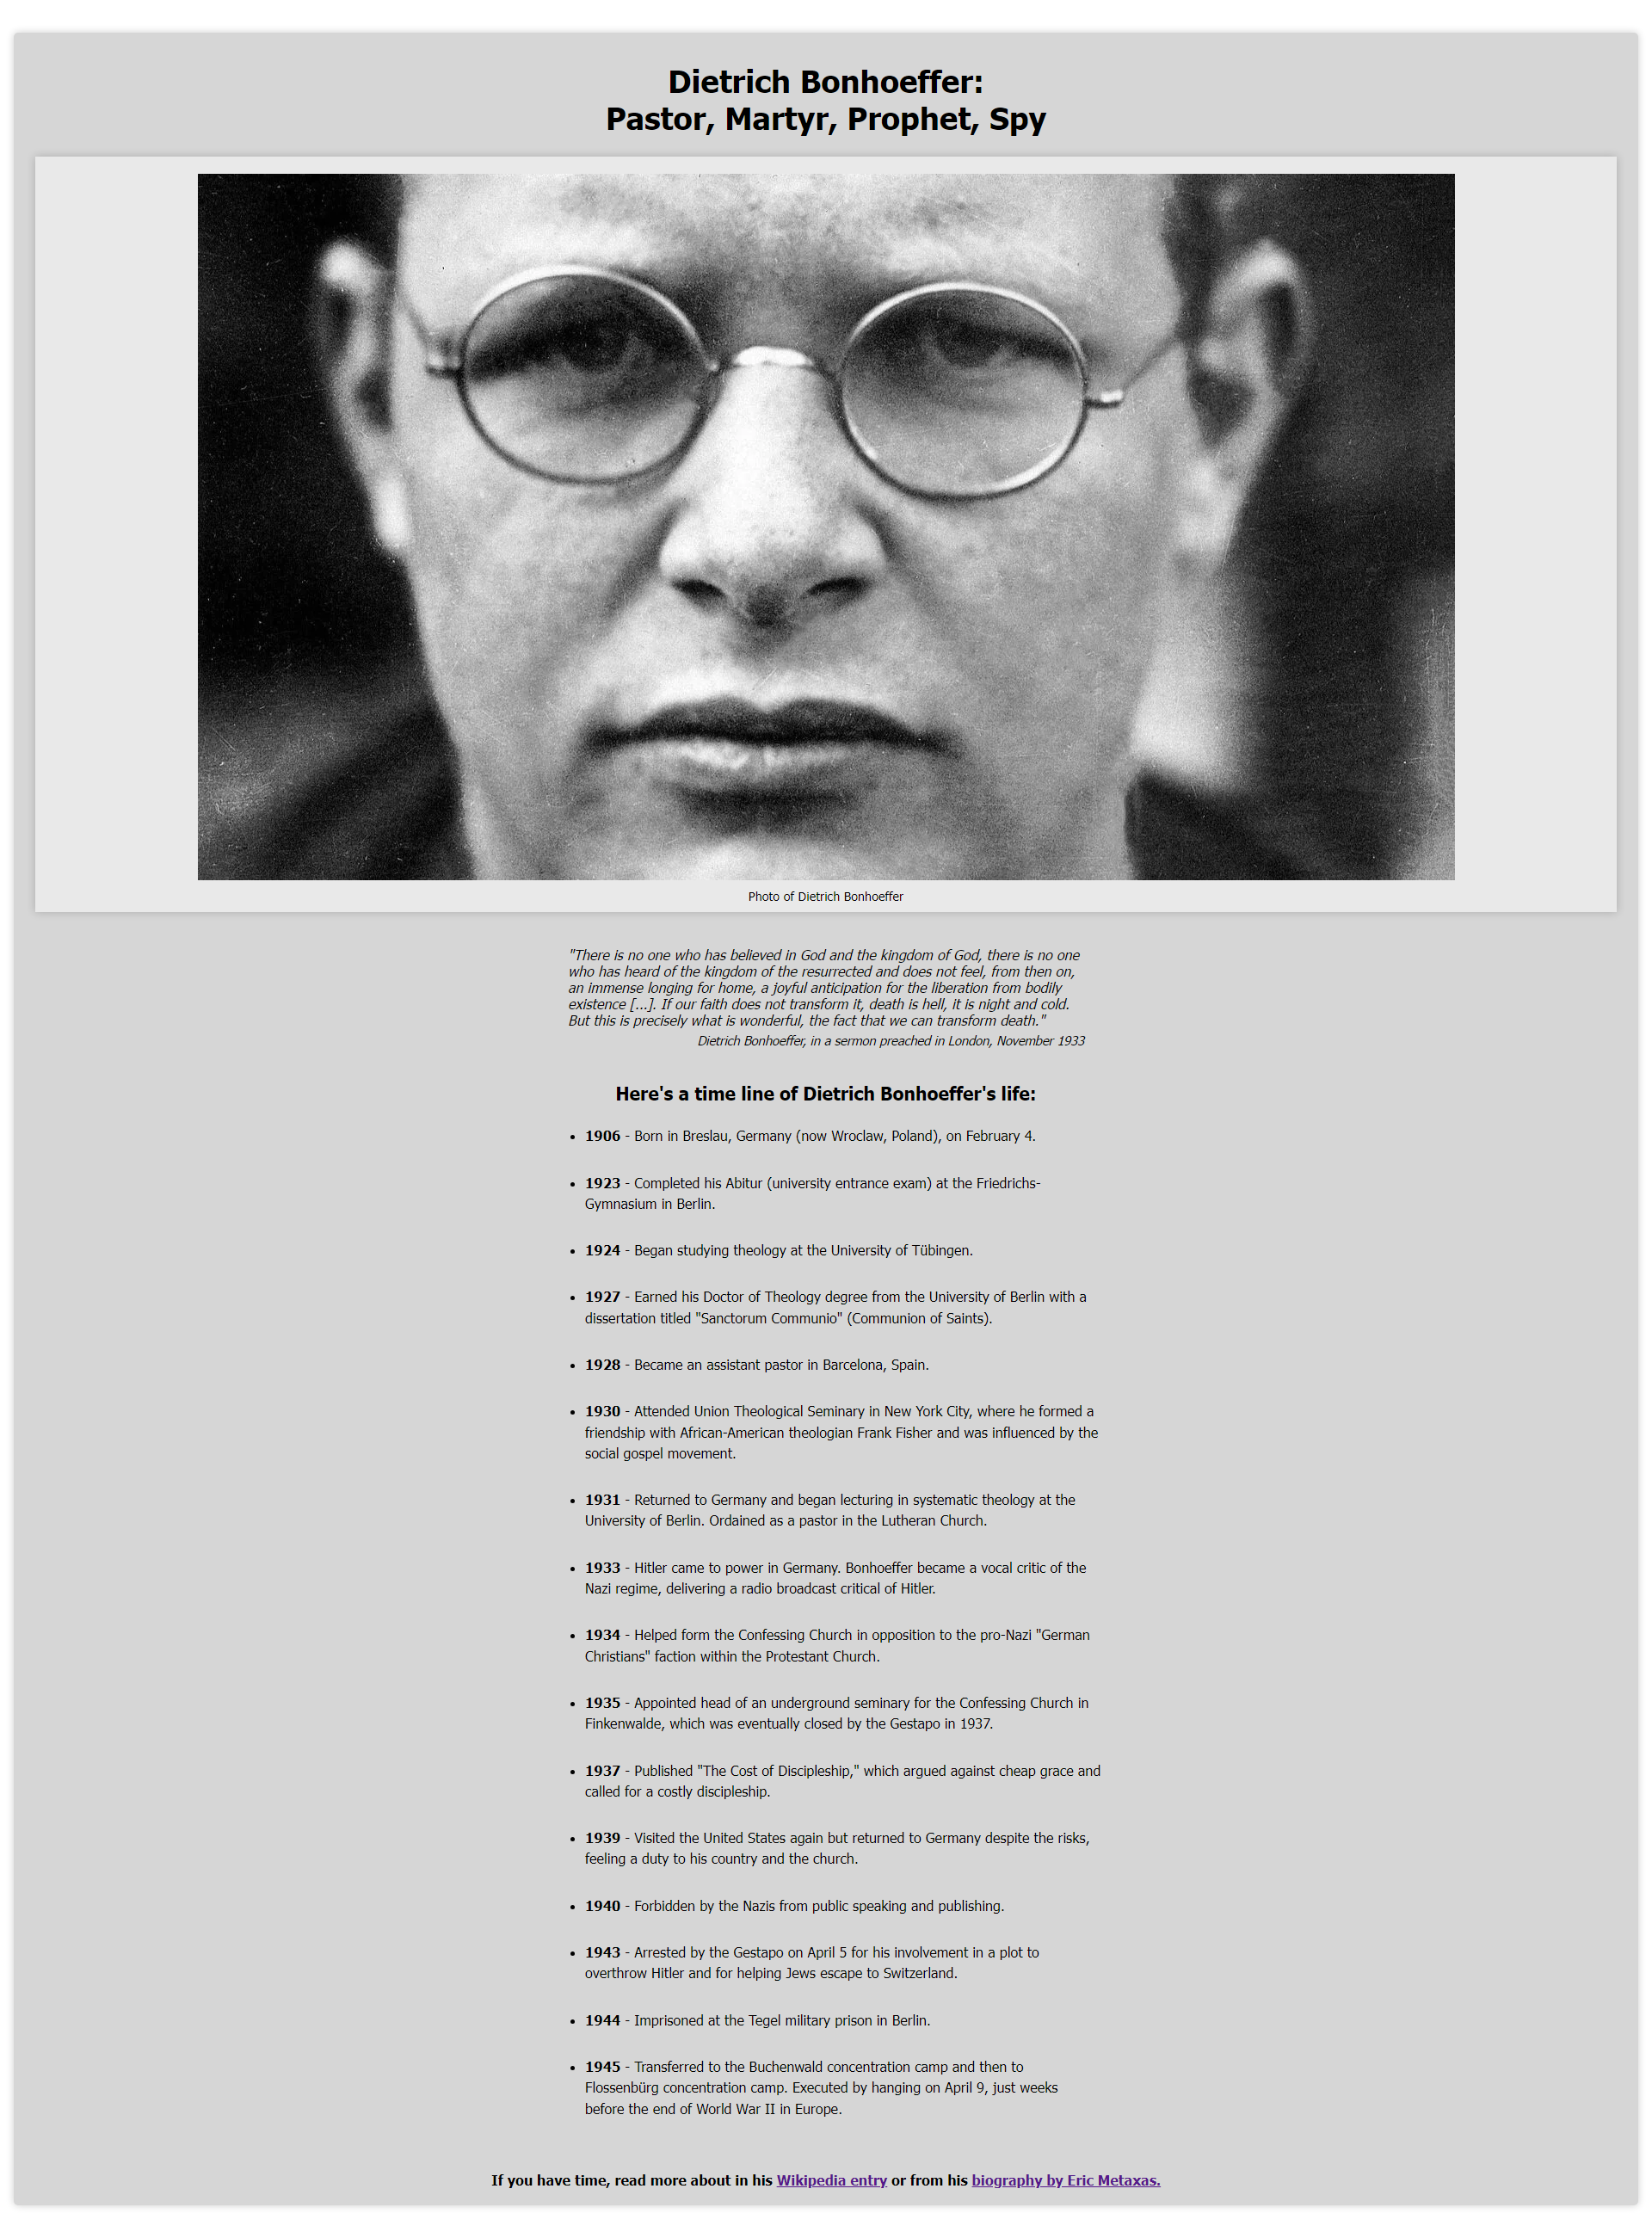 Dietrich Bonhoeffer:
Pastor, Martyr, Prophet, Spy
Photo of Dietrich Bonhoeffer
"There is no one who has believed in God and the kingdom of God, there is no one
who has heard of the kingdom of the resurrected and does not feel, from then on,
an immense longing for home, a joyful anticipation for the liberation from bodily
existence [...]. If our faith does not transform it, death is hell, it is night and cold.
But this is precisely what is wonderful, the fact that we can transform death."
Dietrich Bonhoeffer, in a sermon preached in London, November 1933
Here's a time line of Dietrich Bonhoeffer's life:
• 1906 - Born in Breslau, Germany (now Wroclaw, Poland), on February 4.
• 1923 - Completed his Abitur (university entrance exam) at the Friedrichs-
Gymnasium in Berlin.
• 1924 - Began studying theology at the University of Tübingen.
• 1927 - Earned his Doctor of Theology degree from the University of Berlin with a
dissertation titled "Sanctorum Communio" (Communion of Saints).
• 1928 - Became an assistant pastor in Barcelona, Spain.
• 1930 - Attended Union Theological Seminary in New York City, where he formed a
friendship with African-American theologian Frank Fisher and was influenced by the
social gospel movement.
• 1931 - Returned to Germany and began lecturing in systematic theology at the
University of Berlin. Ordained as a pastor in the Lutheran Church.
• 1933 - Hitler came to power in Germany. Bonhoeffer became a vocal critic of the
Nazi regime, delivering a radio broadcast critical of Hitler.
• 1934 - Helped form the Confessing Church in opposition to the pro-Nazi "German
Christians" faction within the Protestant Church.
• 1935 - Appointed head of an underground seminary for the Confessing Church in
Finkenwalde, which was eventually closed by the Gestapo in 1937.
• 1937 - Published "The Cost of Discipleship," which argued against cheap grace and
called for a costly discipleship.
• 1939 - Visited the United States again but returned to Germany despite the risks,
feeling a duty to his country and the church.
• 1940 - Forbidden by the Nazis from public speaking and publishing.
• 1943 - Arrested by the Gestapo on April 5 for his involvement in a plot to
overthrow Hitler and for helping Jews escape to Switzerland.
• 1944 - Imprisoned at the Tegel military prison in Berlin.
• 1945 - Transferred to the Buchenwald concentration camp and then to
Flossenbürg concentration camp. Executed by hanging on April 9, just weeks
before the end of World War II in Europe.
If you have time, read more about in his Wikipedia entry or from his biography by Eric Metaxas.